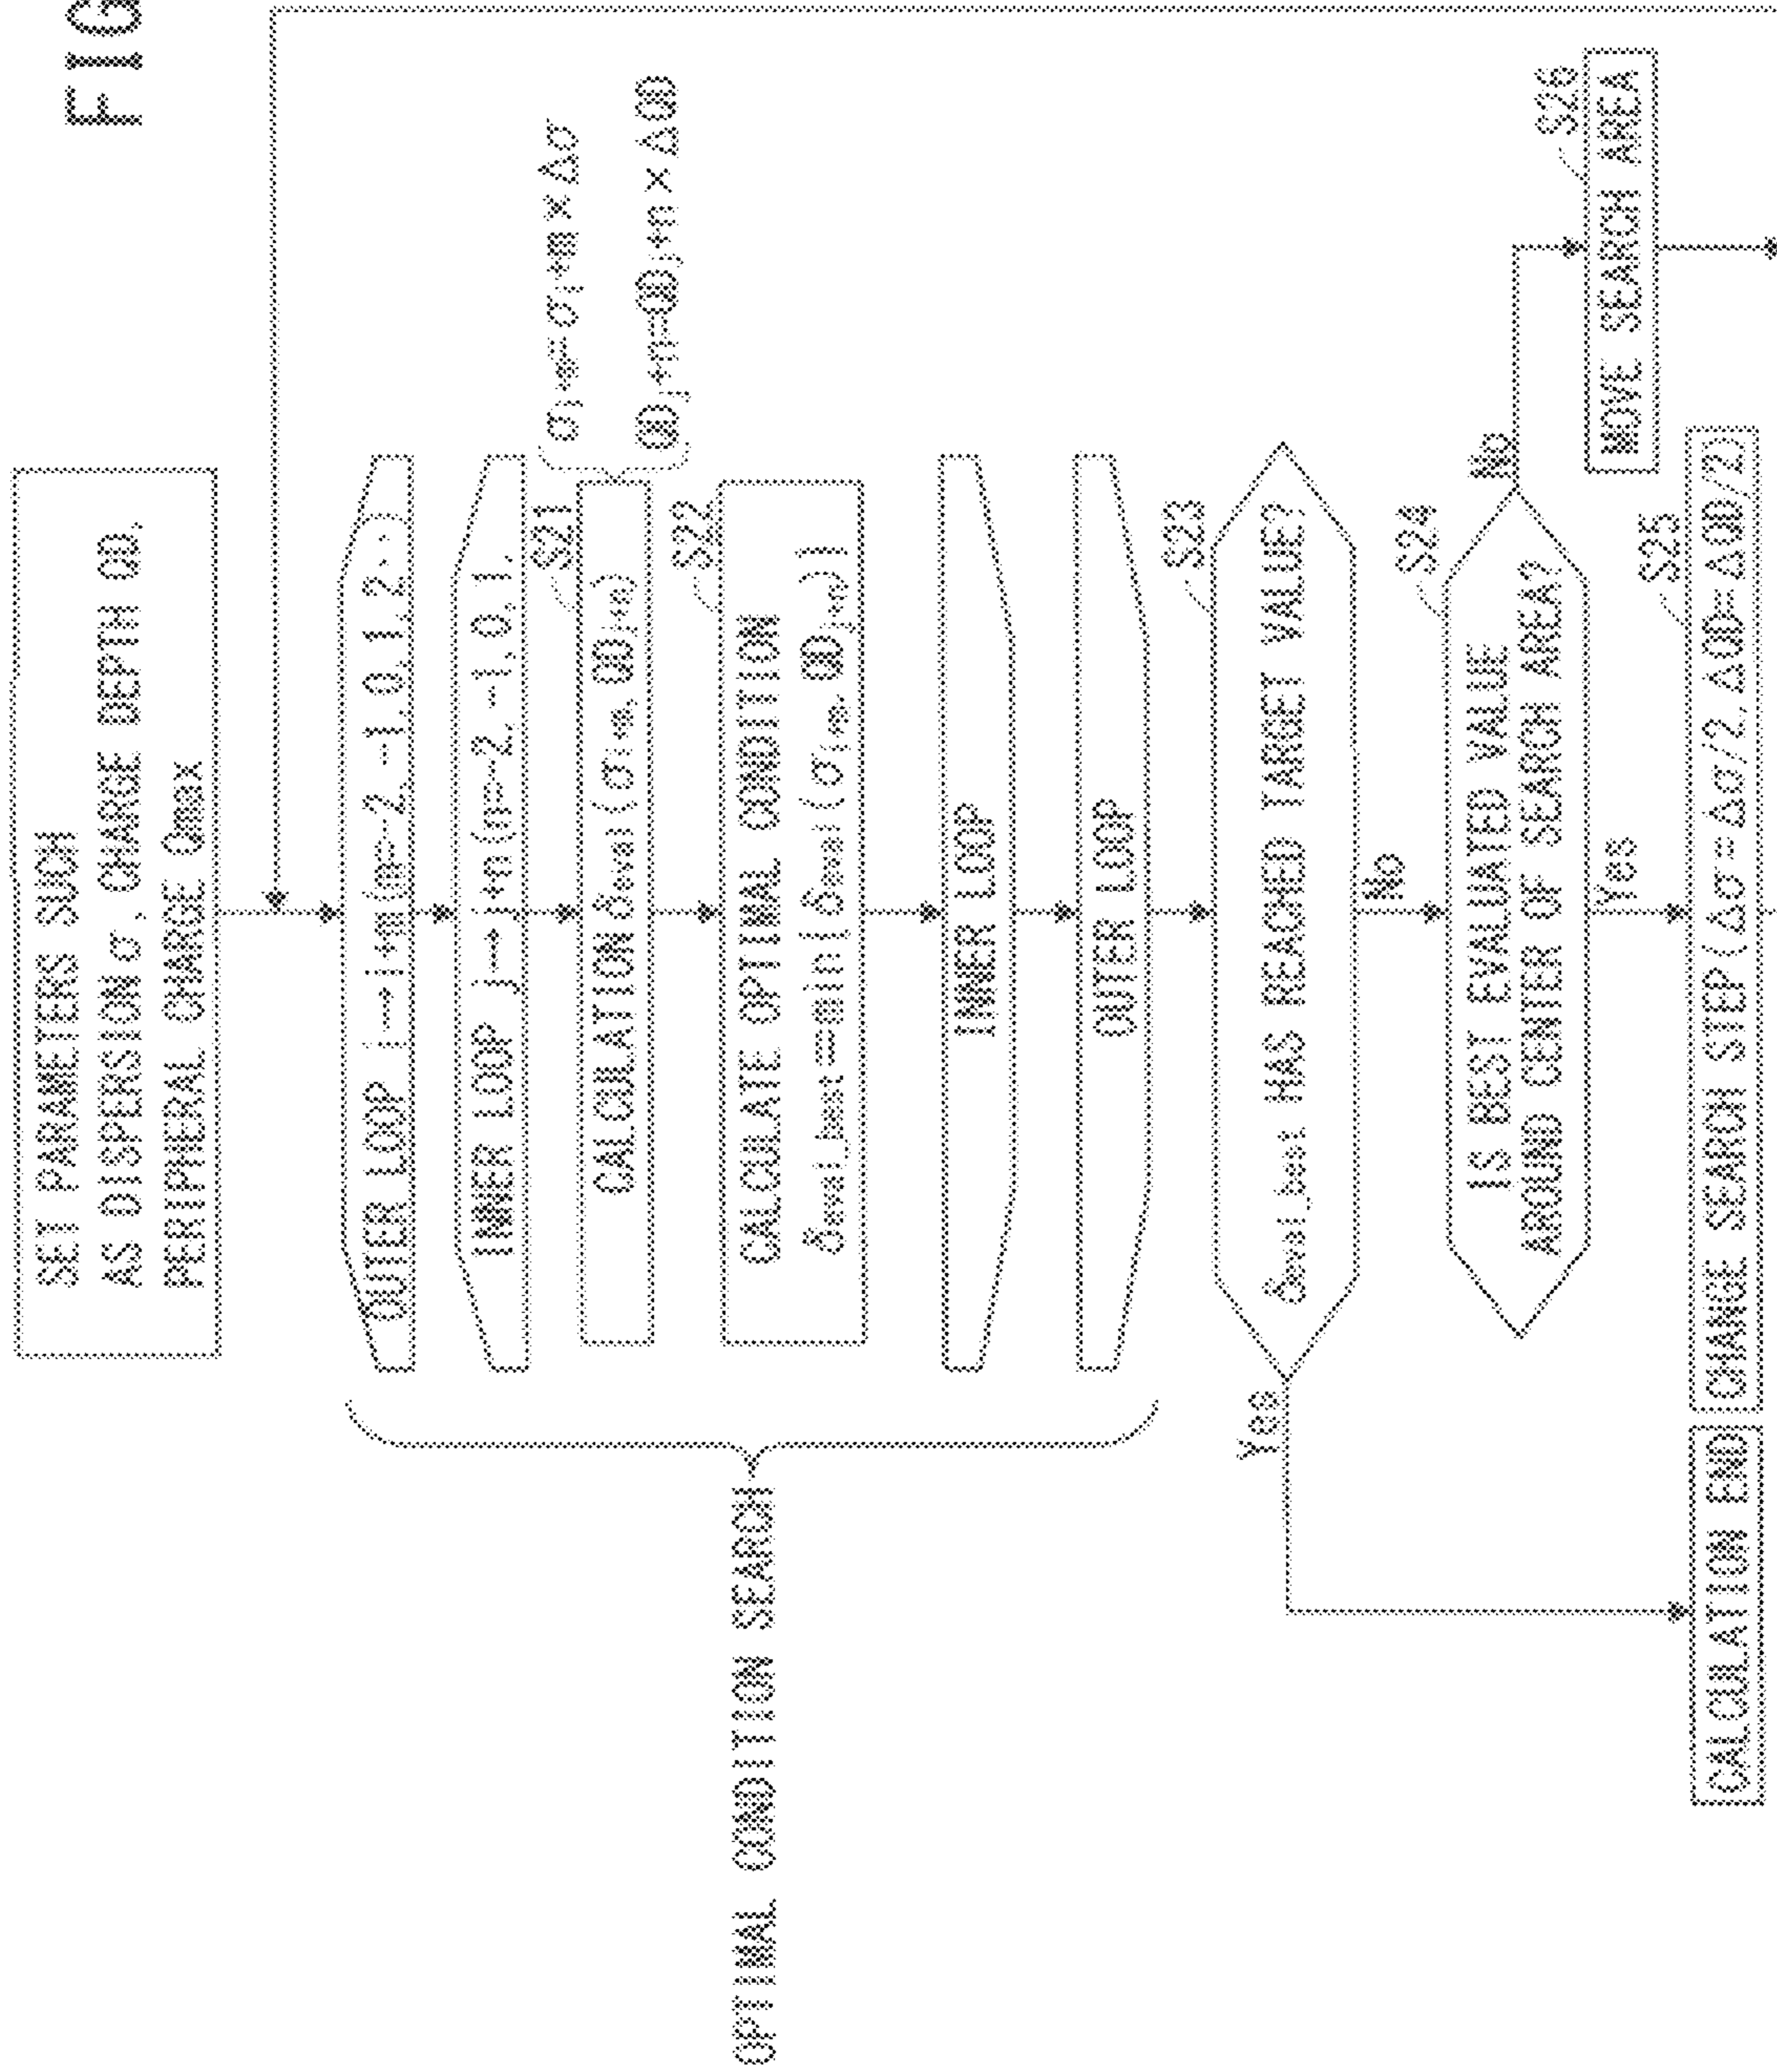 FIG
SET PARAMETERS SUCH
AS DISPERSION σ, CHARGE DEPTH OD,
PERIPHERAL CHARGE Qmax
OUTER LOOP i→i+m(m=-2,-1,0,1,2··)
INNER LOOP j→j+n(n=-2,-1,0,1,
S21
CALCULATION δeval(σi+m, ODj+n)
σi+m=σi+m×Δσ
ODj+n=ODj+n×ΔOD
S22
CALCULATE OPTIMAL CONDITION
δeval_best=min{δeval(σi+m, ODj+n)}
INNER LOOP
OUTER LOOP
OPTIMAL CONDITION SEARCH
S23
δeval_best HAS REACHED TARGET VALUE?
Yes
No
S24
IS BEST EVALUATED VALUE
AROUND CENTER OF SEARCH AREA?
No
Yes
S26
MOVE SEARCH AREA
S25
CHANGE SEARCH STEP(Δσ=Δσ/2, ΔOD=ΔOD/2)
CALCULATION END